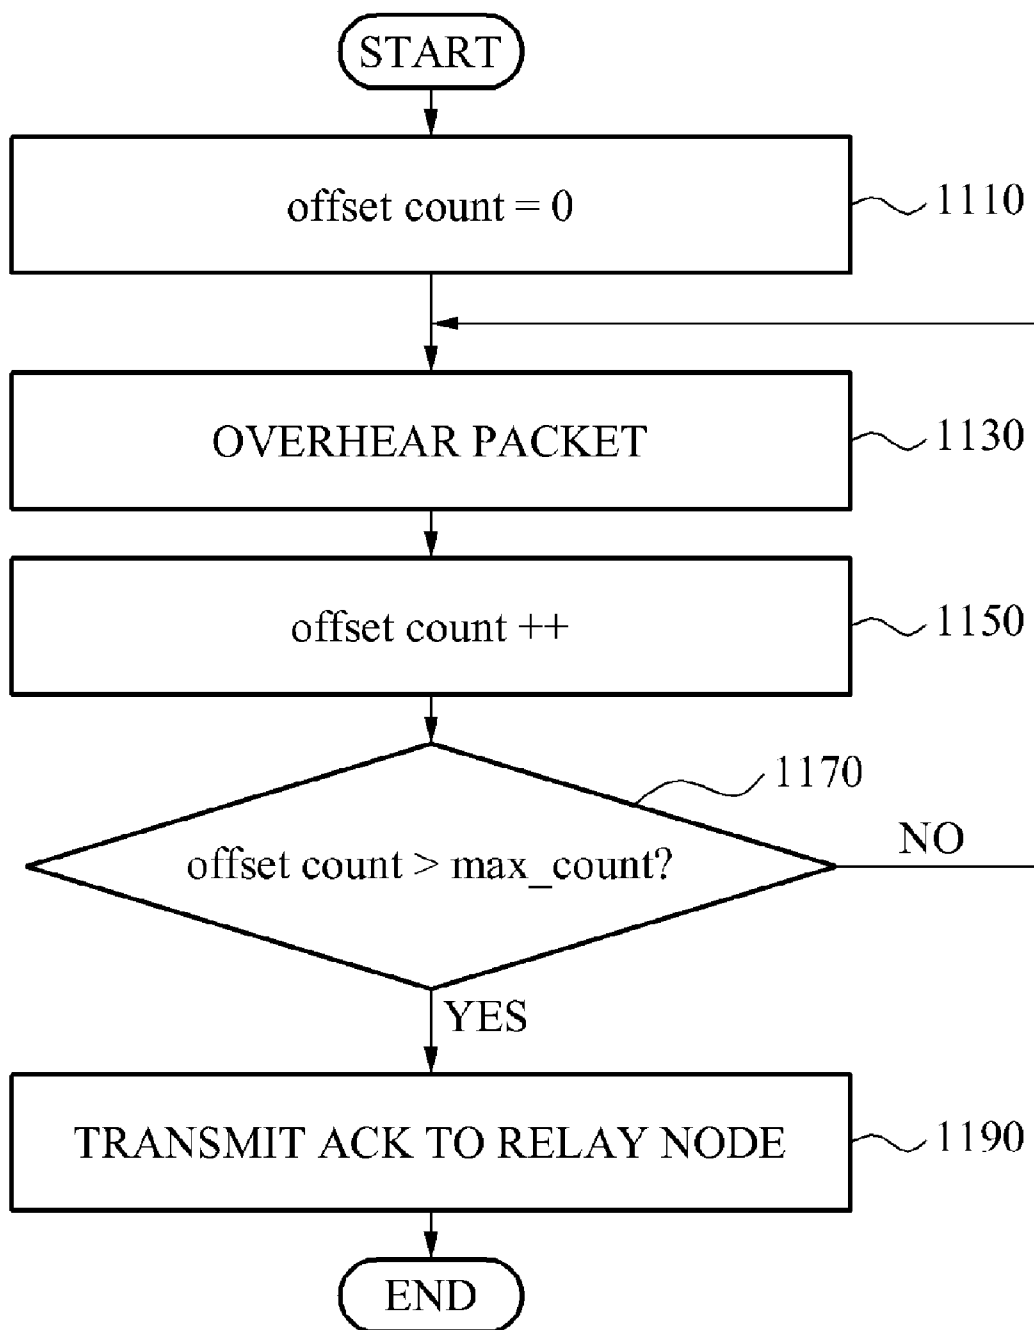 START
offset count = 0
1110
OVERHEAR PACKET
1130
offset count ++
1150
1170
offset count > max_count?
NO
YES
TRANSMIT ACK TO RELAY NODE
1190
END